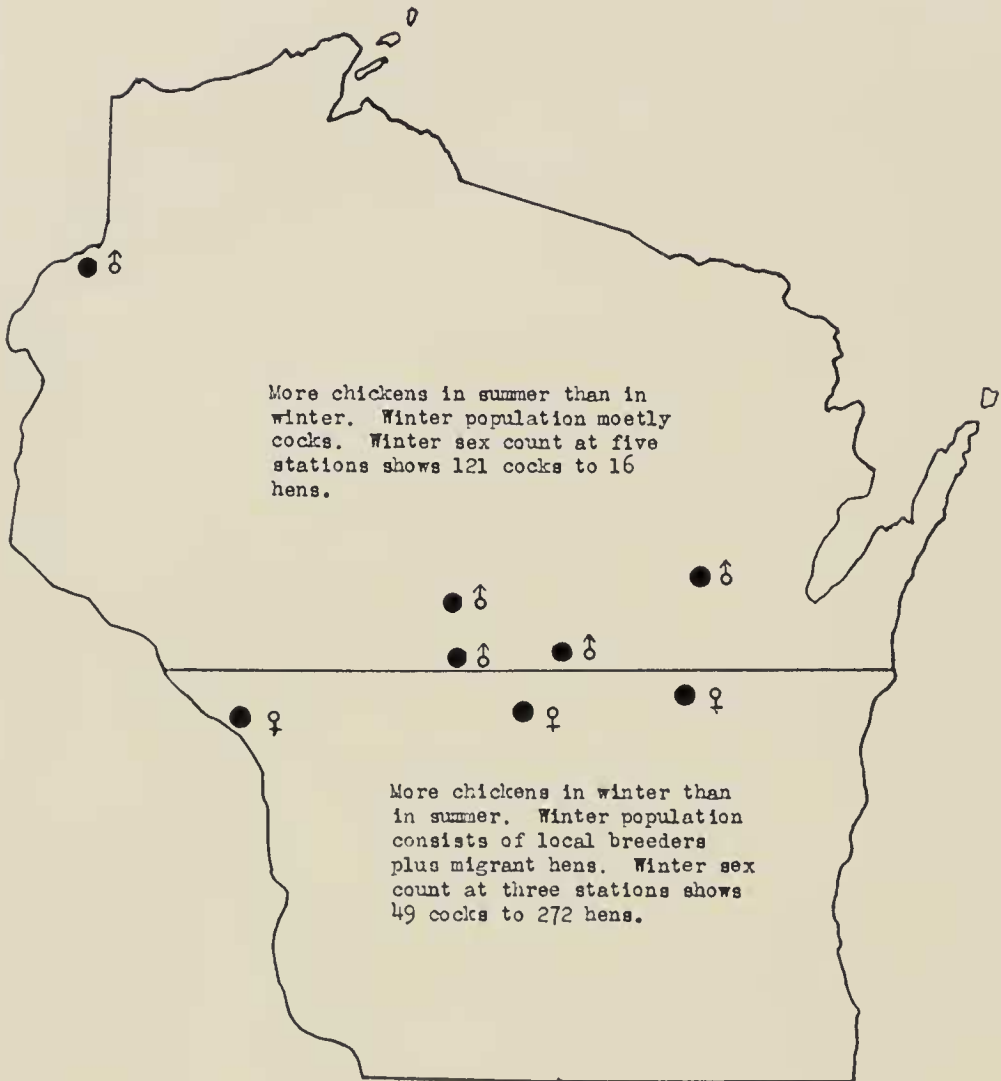 More chickens in summer than in
winter. Winter population moetly
cocks. Winter sex count at five
stations shows 121 cocks to 16
hens.
♂
♂
♂
♂
♂
♀
♀
♀
More chickens in winter than
in summer. Winter population
consists of local breeders
plus migrant hens. Winter sex
count at three stations shows
49 cocks to 272 hens.